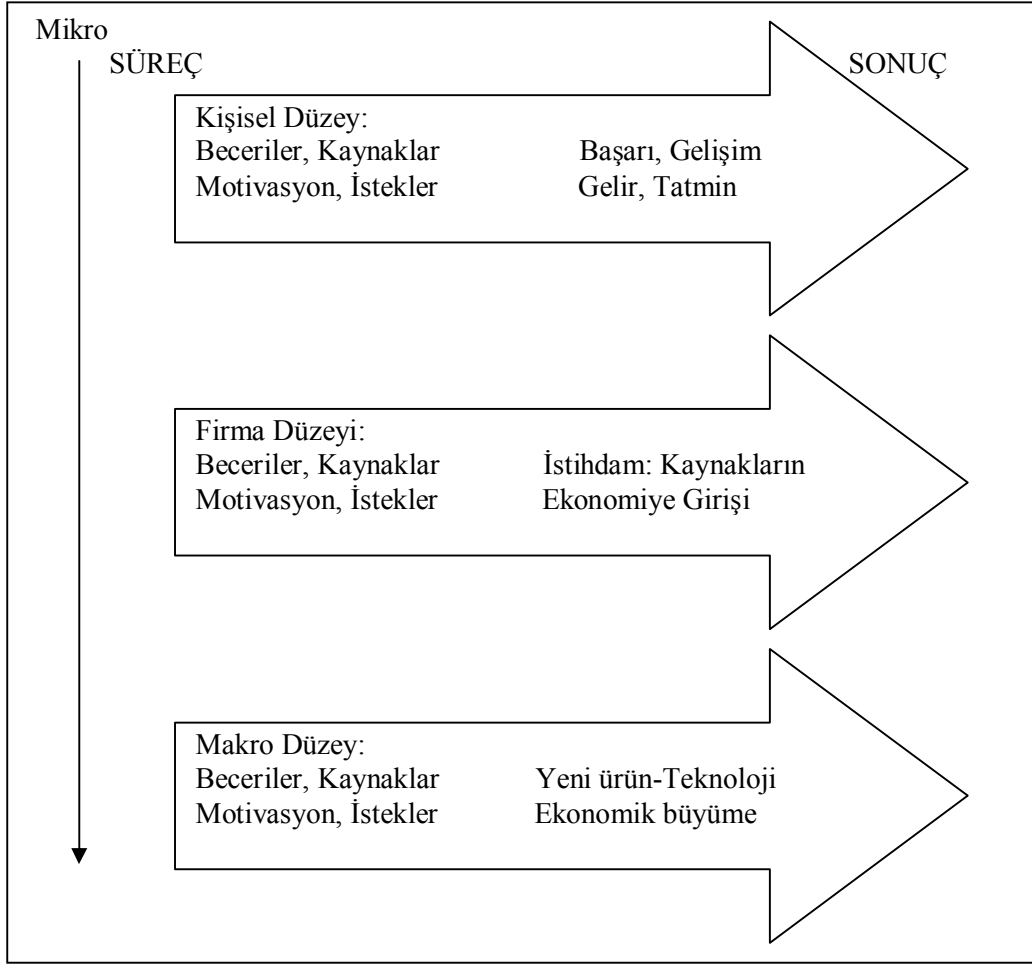 Mikro
SÜREÇ SONUÇ
Kişisel Düzey:
Beceriler, Kaynaklar Başarı, Gelişim
Motivasyon, İstekler Gelir, Tatmin
Firma Düzeyi:
Beceriler, Kaynaklar İstihdam: Kaynakların
Motivasyon, İstekler Ekonomiye Girişi
Makro Düzey:
Beceriler, Kaynaklar Yeni ürün-Teknoloji
Motivasyon, İstekler Ekonomik büyüme